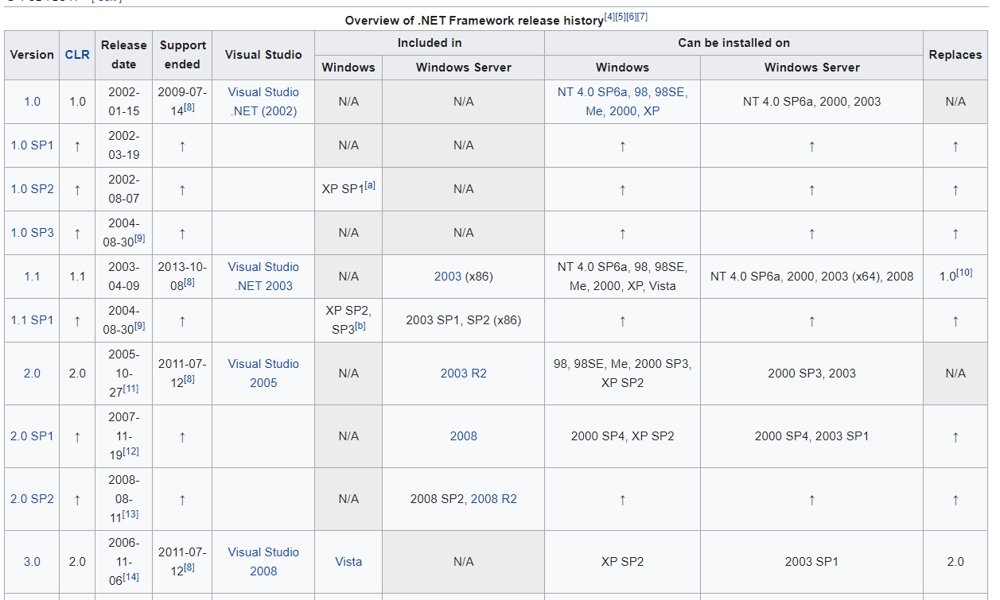 Overview of .NET Framework release history[4][5][6][7]
Version CLR Release date Support ended Visual Studio Included in Can be installed on Replaces
Windows Windows Server Windows Windows Server
1.0 1.0 2002-01-15 2009-07-14[8] Visual Studio .NET (2002) N/A N/A NT 4.0 SP6a, 98, 98SE, Me, 2000, XP NT 4.0 SP6a, 2000, 2003 N/A
1.0 SP1 ↑ 2002-03-19 ↑ N/A N/A ↑ ↑ ↑
1.0 SP2 ↑ 2002-08-07 ↑ XP SP1[a] N/A ↑ ↑ ↑
1.0 SP3 ↑ 2004-08-30[9] ↑ N/A N/A ↑ ↑ ↑
1.1 1.1 2003-04-09 2013-10-08[8] Visual Studio .NET 2003 N/A 2003 (x86) NT 4.0 SP6a, 98, 98SE, Me, 2000, XP, Vista NT 4.0 SP6a, 2000, 2003 (x64), 2008 1.0[10]
1.1 SP1 ↑ 2004-08-30[9] ↑ XP SP2, SP3[b] 2003 SP1, SP2 (x86) ↑ ↑ ↑
2.0 2.0 2005-10-27[11] 2011-07-12[8] Visual Studio 2005 N/A 2003 R2 98, 98SE, Me, 2000 SP3, XP SP2 2000 SP3, 2003 N/A
2.0 SP1 ↑ 2007-11-19[12] ↑ N/A 2008 2000 SP4, XP SP2 2000 SP4, 2003 SP1 ↑
2.0 SP2 ↑ 2008-08-11[13] ↑ N/A 2008 SP2, 2008 R2 ↑ ↑ ↑
3.0 2.0 2006-11-06[14] 2011-07-12[8] Visual Studio 2008 Vista N/A XP SP2 2003 SP1 2.0